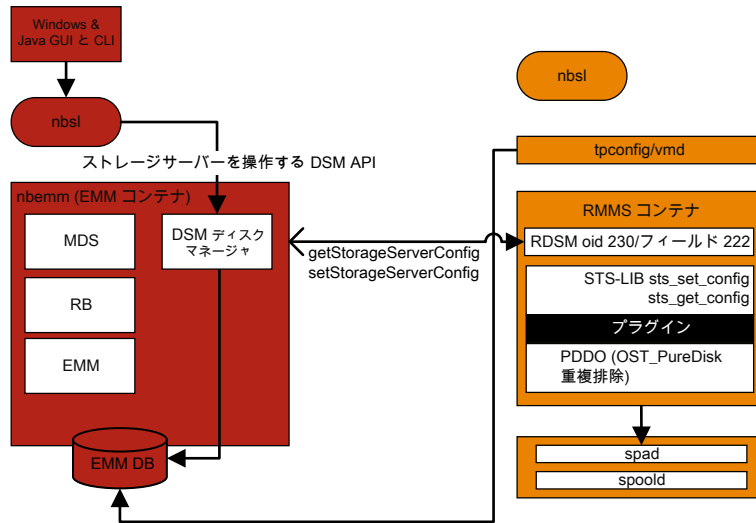 Windows &
Java GUI と CLI
nbsl
nbsl
ストレージサーバーを操作する DSM API
tpconfig/vmd
nbemm (EMM コンテナ)
MDS
DSM ディスク
マネージャ
RB
EMM
EMM DB
getStorageServerConfig
setStorageServerConfig
RMMS コンテナ
RDSM oid 230/フィールド 222
STS-LIB sts_set_config
sts_get_config
プラグイン
PDDO (OST_PureDisk
重複排除)
spad
spoold